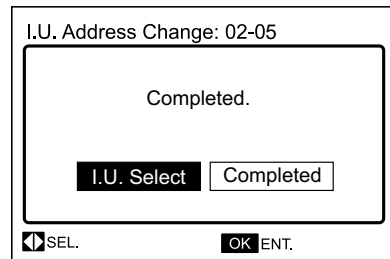 I.U. Address Change: 02-05
Completed.
I.U. Select Completed
SEL. OK ENT.